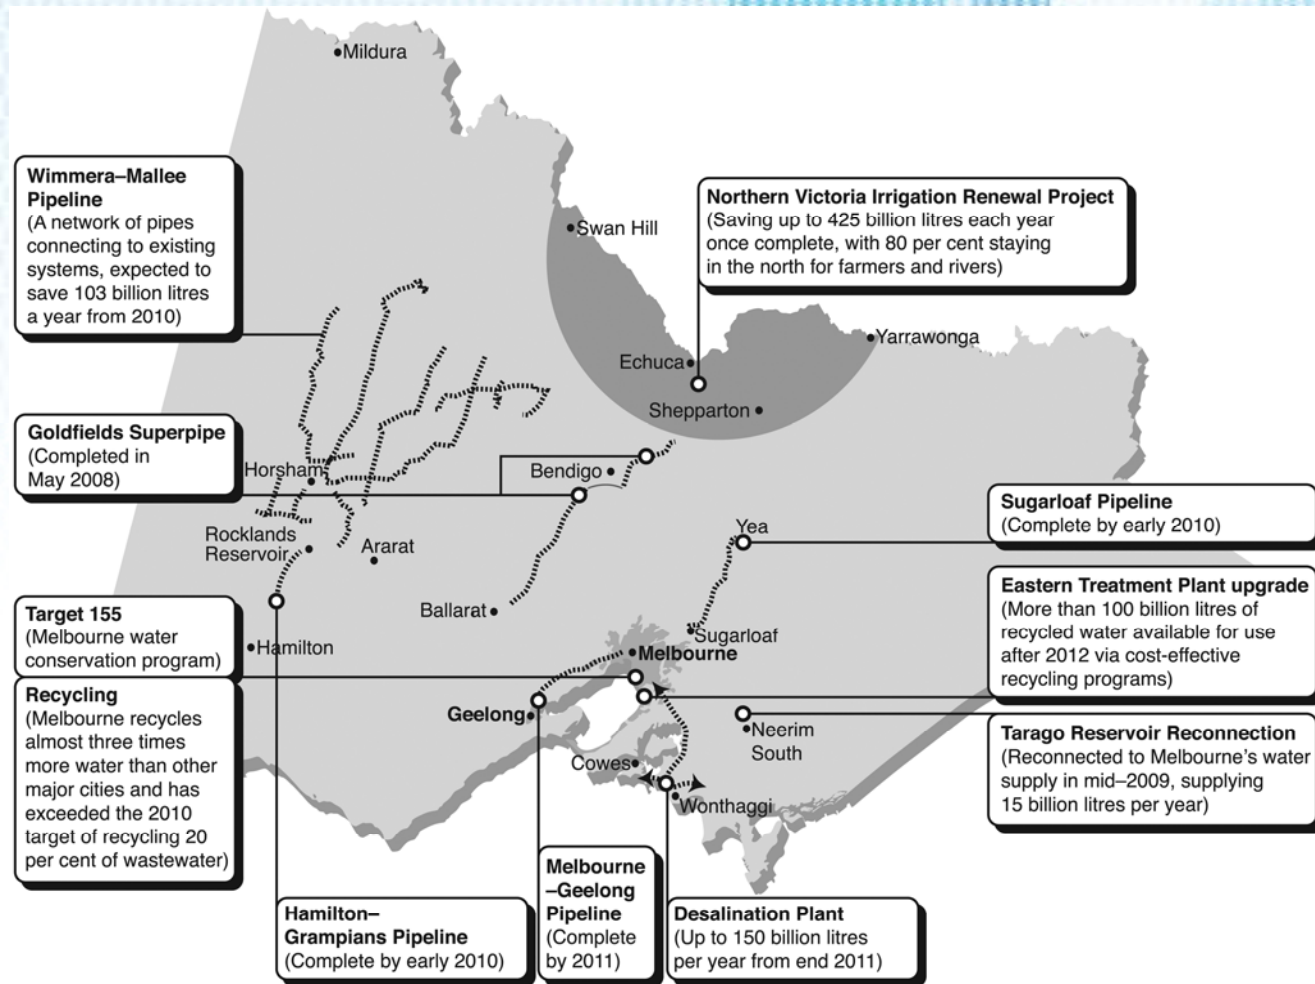 Mildura
Wimmera–Mallee
Pipeline
(A network of pipes
connecting to existing
systems, expected to
save 103 billion litres
a year from 2010)
Northern Victoria Irrigation Renewal Project
(Saving up to 425 billion litres each year
once complete, with 80 per cent staying
in the north for farmers and rivers)
Swan Hill
Yarrawonga
Echuca
Shepparton
Goldfields Superpipe
(Completed in
May 2008)
Horsham
Bendigo
Rocklands
Reservoir
Ararat
Yea
Sugarloaf Pipeline
(Complete by early 2010)
Ballarat
Eastern Treatment Plant upgrade
(More than 100 billion litres of
recycled water available for use
after 2012 via cost-effective
recycling programs)
Target 155
(Melbourne water
conservation program)
Hamilton
Sugarloaf
Melbourne
Recycling
(Melbourne recycles
almost three times
more water than other
major cities and has
exceeded the 2010
target of recycling 20
per cent of wastewater)
Geelong
Neerim
South
Tarago Reservoir Reconnection
(Reconnected to Melbourne's water
supply in mid–2009, supplying
15 billion litres per year)
Cowes
Wonthaggi
Hamilton–
Grampians Pipeline
(Complete by early 2010)
Melbourne
–Geelong
Pipeline
(Complete
by 2011)
Desalination Plant
(Up to 150 billion litres
per year from end 2011)